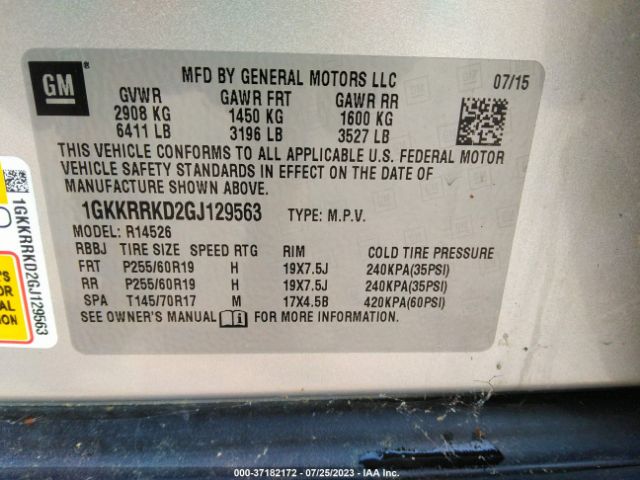 GM
®
MFD BY GENERAL MOTORS LLC 07/15
GVWR GAWR FRT GAWR RR
2908 KG 1450 KG 1600 KG
6411 LB 3196 LB 3527 LB
THIS VEHICLE CONFORMS TO ALL APPLICABLE U.S. FEDERAL MOTOR
VEHICLE SAFETY STANDARDS IN EFFECT ON THE DATE OF
MANUFACTURE SHOWN ABOVE.
1GKKRRKD2GJ129563 TYPE: M.P.V.
MODEL: R14526
RBBJ TIRE SIZE SPEED RTG RIM COLD TIRE PRESSURE
FRT P255/60R19 H 19X7.5J 240KPA(35PSI)
RR P255/60R19 H 19X7.5J 240KPA(35PSI)
SPA T145/70R17 M 17X4.5B 420KPA(60PSI)
SEE OWNER'S MANUAL FOR MORE INFORMATION.
1GKKRRKD2GJ129563
OR
000-37182172 - 07/25/2023 - IAA Inc.